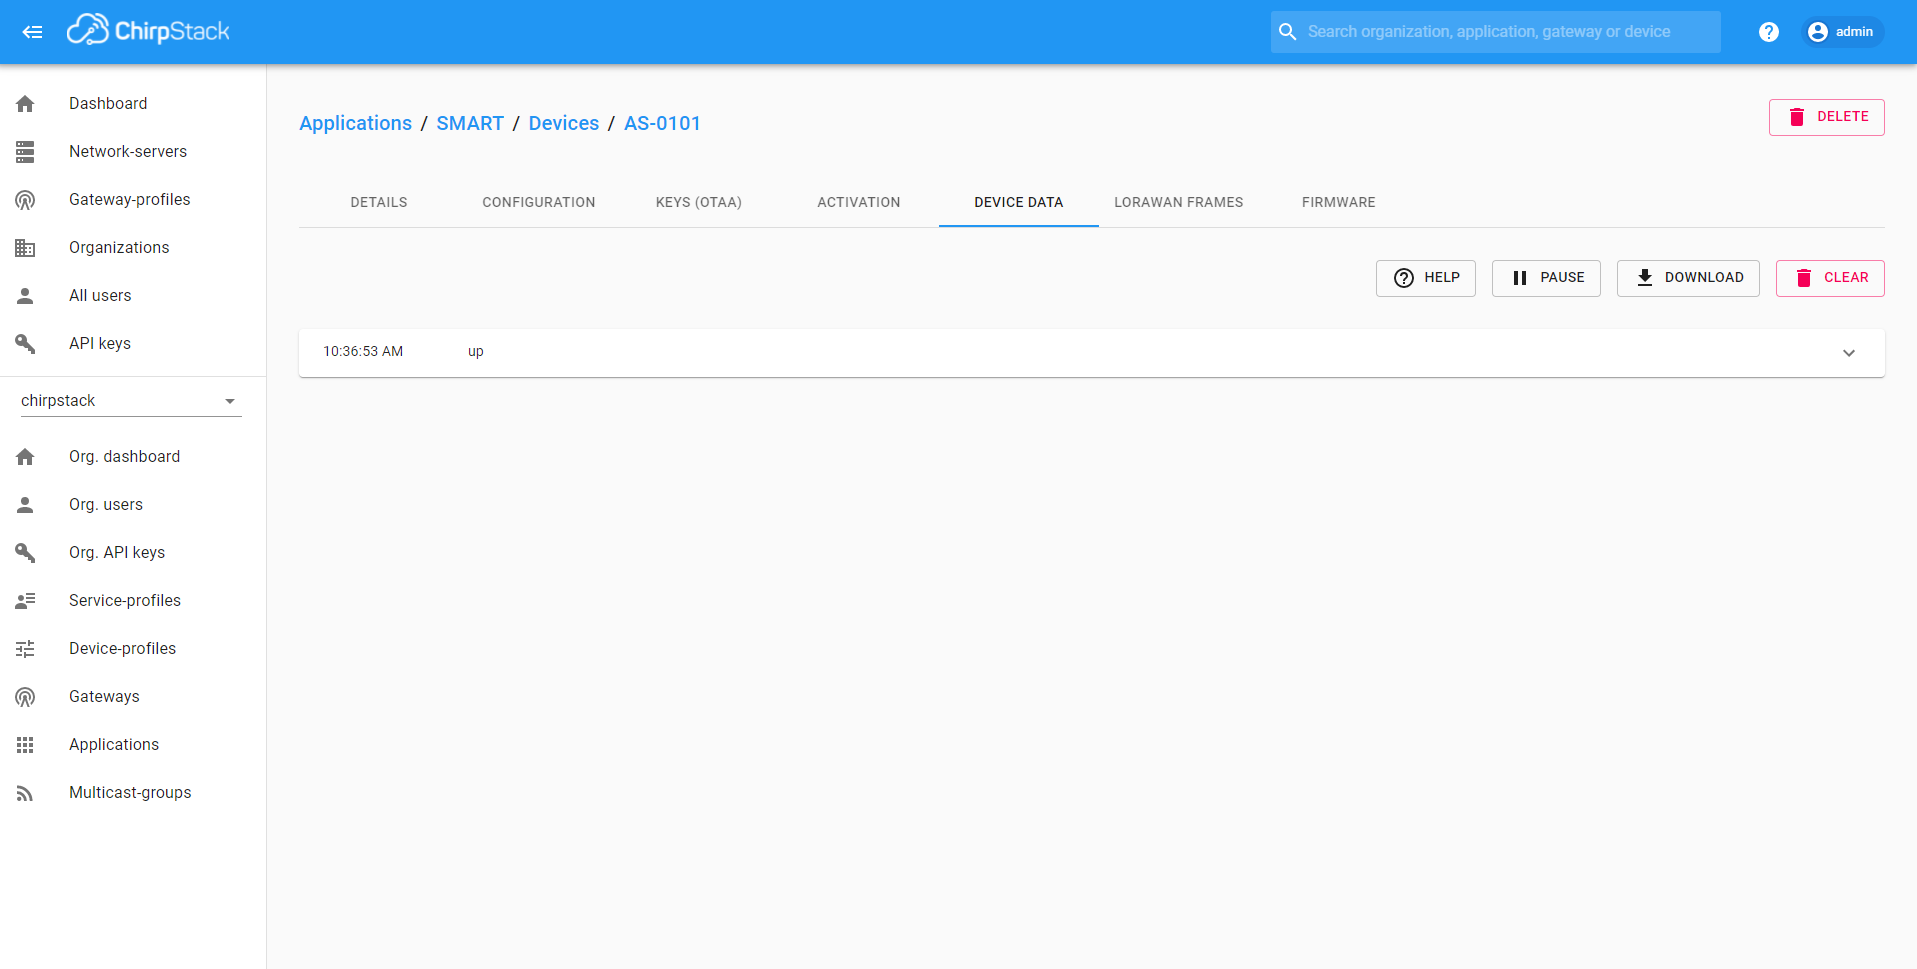 ChirpStack
Search organization, application, gateway or device
admin
Dashboard
Network-servers
Gateway-profiles
Organizations
All users
API keys
chirpstack
Org. dashboard
Org. users
Org. API keys
Service-profiles
Device-profiles
Gateways
Applications
Multicast-groups
Applications / SMART / Devices / AS-0101
DELETE
DETAILS CONFIGURATION KEYS (OTAA) ACTIVATION DEVICE DATA LORAWAN FRAMES FIRMWARE
HELP PAUSE DOWNLOAD CLEAR
10:36:53 AM up